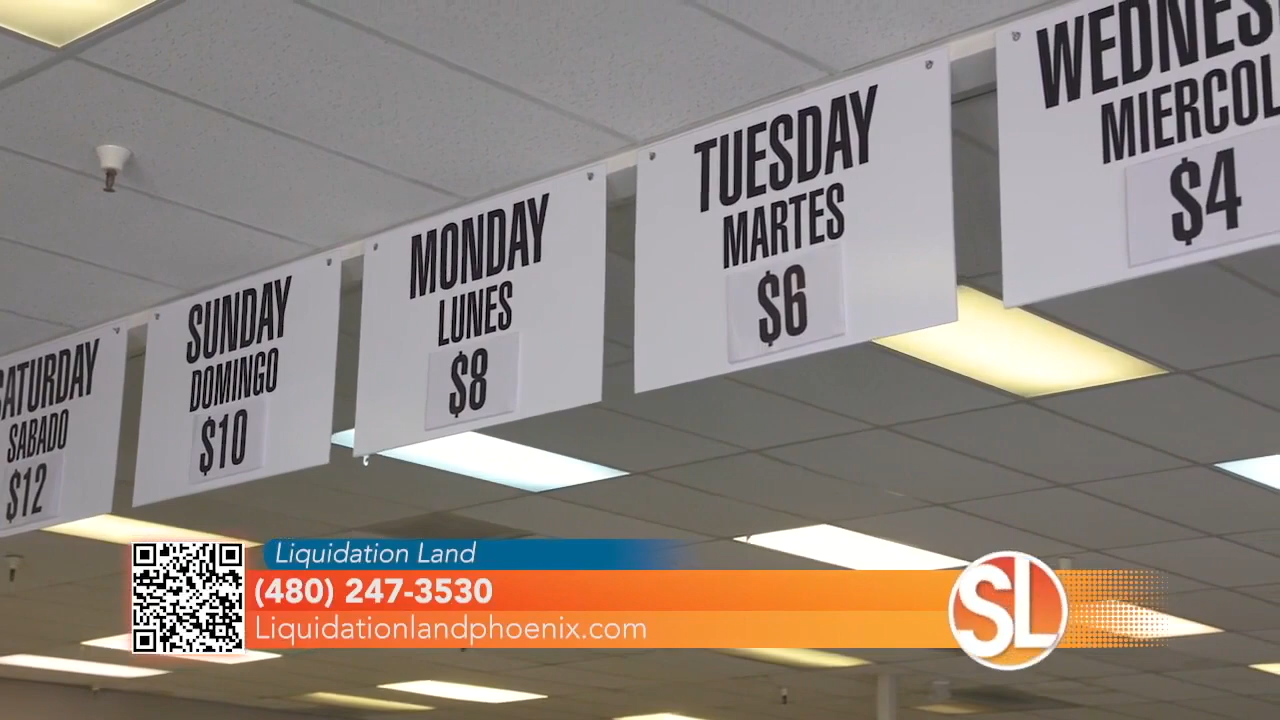 SATURDAY
SABADO
$12
SUNDAY
DOMINGO
$10
MONDAY
LUNES
$8
TUESDAY
MARTES
$6
WEDNES
MIERCOL
$4
Liquidation Land
(480) 247-3530
Liquidationlandphoenix.com
SL